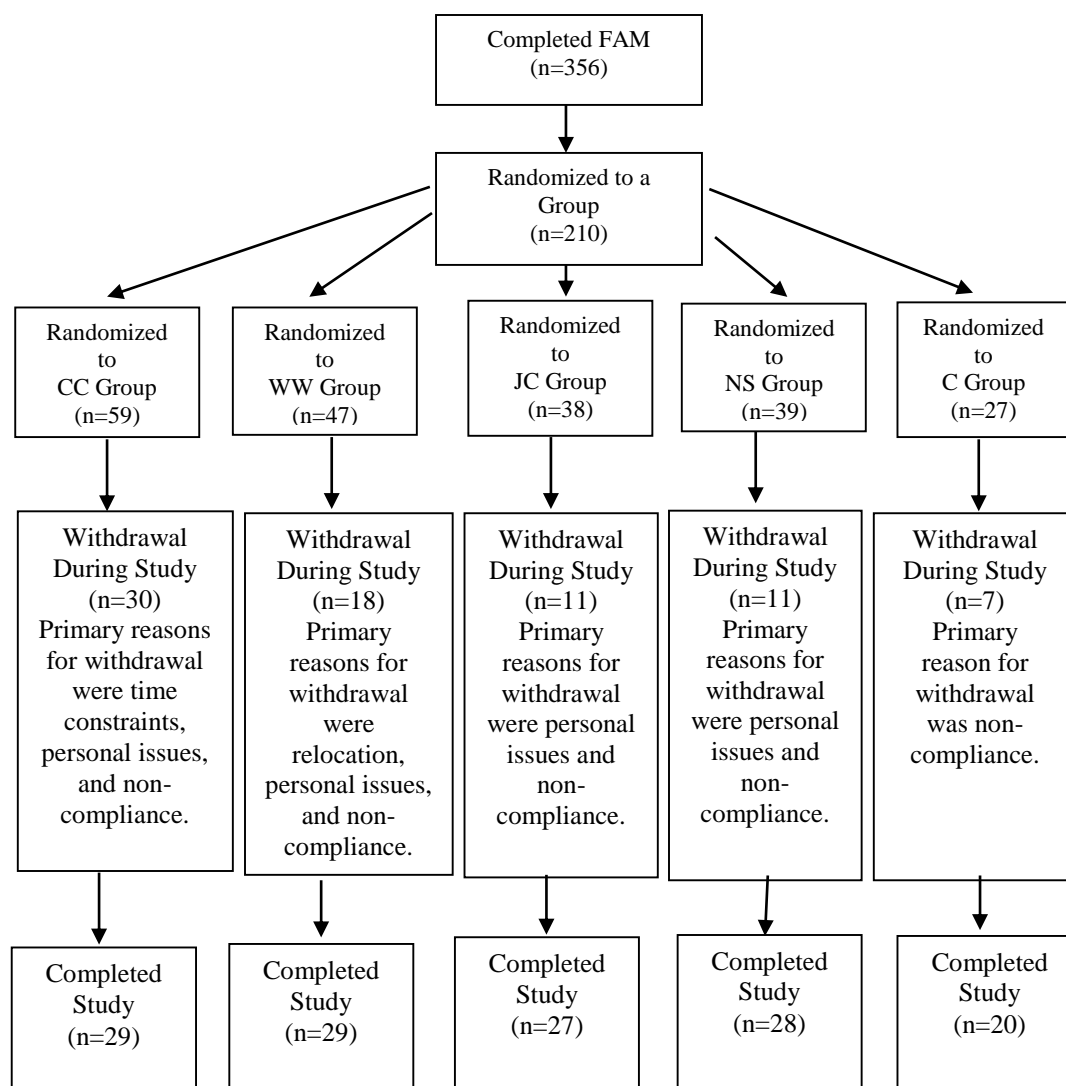 Completed FAM
(n=356)
Randomized to a
Group
(n=210)
Randomized
to
CC Group
(n=59)
Randomized
to
WW Group
(n=47)
Randomized
to
JC Group
(n=38)
Randomized
to
NS Group
(n=39)
Randomized
to
C Group
(n=27)
Withdrawal
During Study
(n=30)
Primary reasons
for withdrawal
were time
constraints,
personal issues,
and non-
compliance.
Withdrawal
During Study
(n=18)
Primary
reasons for
withdrawal
were
relocation,
personal issues,
and non-
compliance.
Withdrawal
During Study
(n=11)
Primary
reasons for
withdrawal
were personal
issues and
non-
compliance.
Withdrawal
During Study
(n=11)
Primary
reasons for
withdrawal
were personal
issues and
non-
compliance.
Withdrawal
During Study
(n=7)
Primary
reason for
withdrawal
was non-
compliance.
Completed
Study
(n=29)
Completed
Study
(n=29)
Completed
Study
(n=27)
Completed
Study
(n=28)
Completed
Study
(n=20)